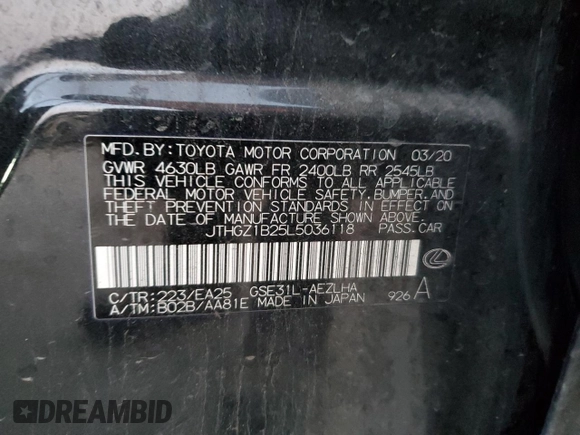 MFD.BY:TOYOTA MOTOR CORPORATION 03/20
GVWR 4630LB GAWR FR 2400LB RR 2545LB
THIS VEHICLE CONFORMS TO ALL APPLICABLE
FEDERAL MOTOR VEHICLE SAFETY,BUMPER,AND
THEFT PREVENTION STANDARDS IN EFFECT ON
THE DATE OF MANUFACTURE SHOWN ABOVE.
JTHGZ1B25L5036118 PASS.CAR
C/TR:223/EA25 GSE31L-AEZLHA
A/TM:B02B/AA81E MADE IN JAPAN 926 A
DREAMBID